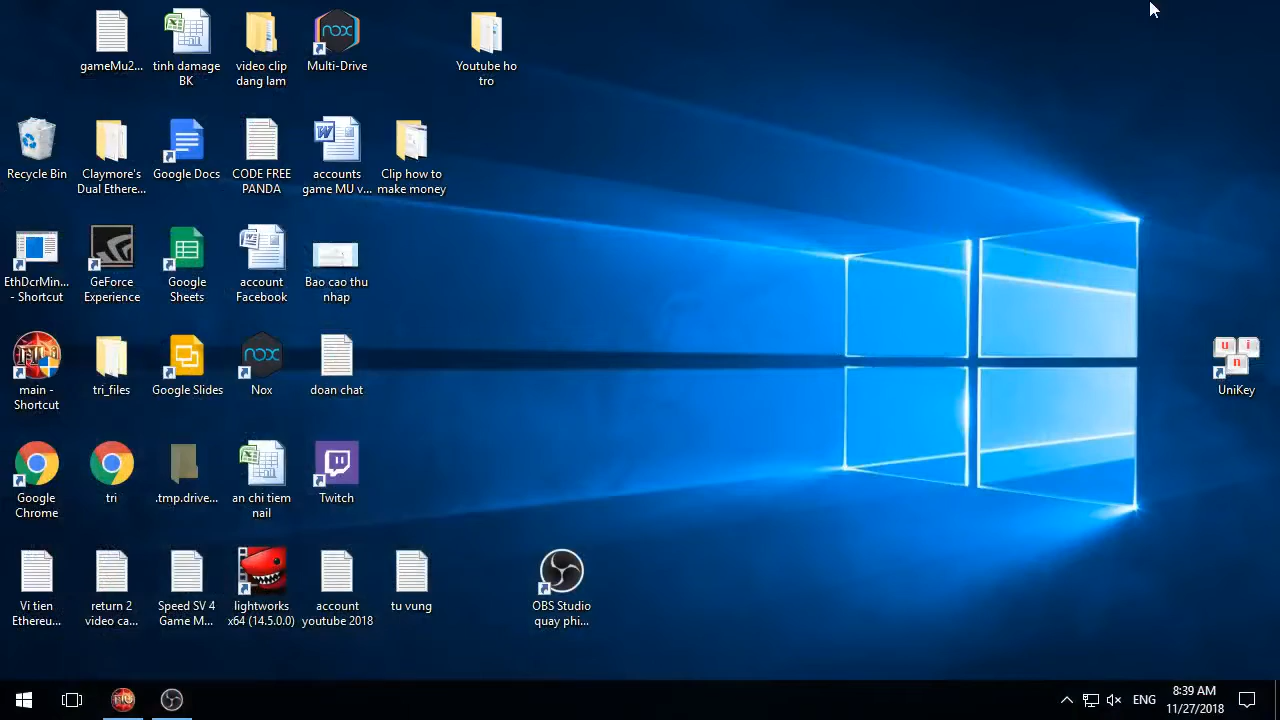 gameMu2...
tinh damage
BK
video clip
dang lam
nox
Multi-Drive
Youtube ho
tro
Recycle Bin
Claymore's
Dual Ethere...
Google Docs
CODE FREE
PANDA
accounts
game MU v...
Clip how to
make money
EthDcrMin...
- Shortcut
GeForce
Experience
Google
Sheets
account
Facebook
Bao cao thu
nhap
main -
Shortcut
tri_files
Google Slides
nox
Nox
doan chat
u i
n
UniKey
Google
Chrome
tri
.tmp.drive...
an chi tiem
nail
Twitch
Vi tien
Ethereu...
return 2
video ca...
Speed SV 4
Game M...
lightworks
x64 (14.5.0.0)
account
youtube 2018
tu vung
OBS Studio
quay phi...
ENG
8:39 AM
11/27/2018